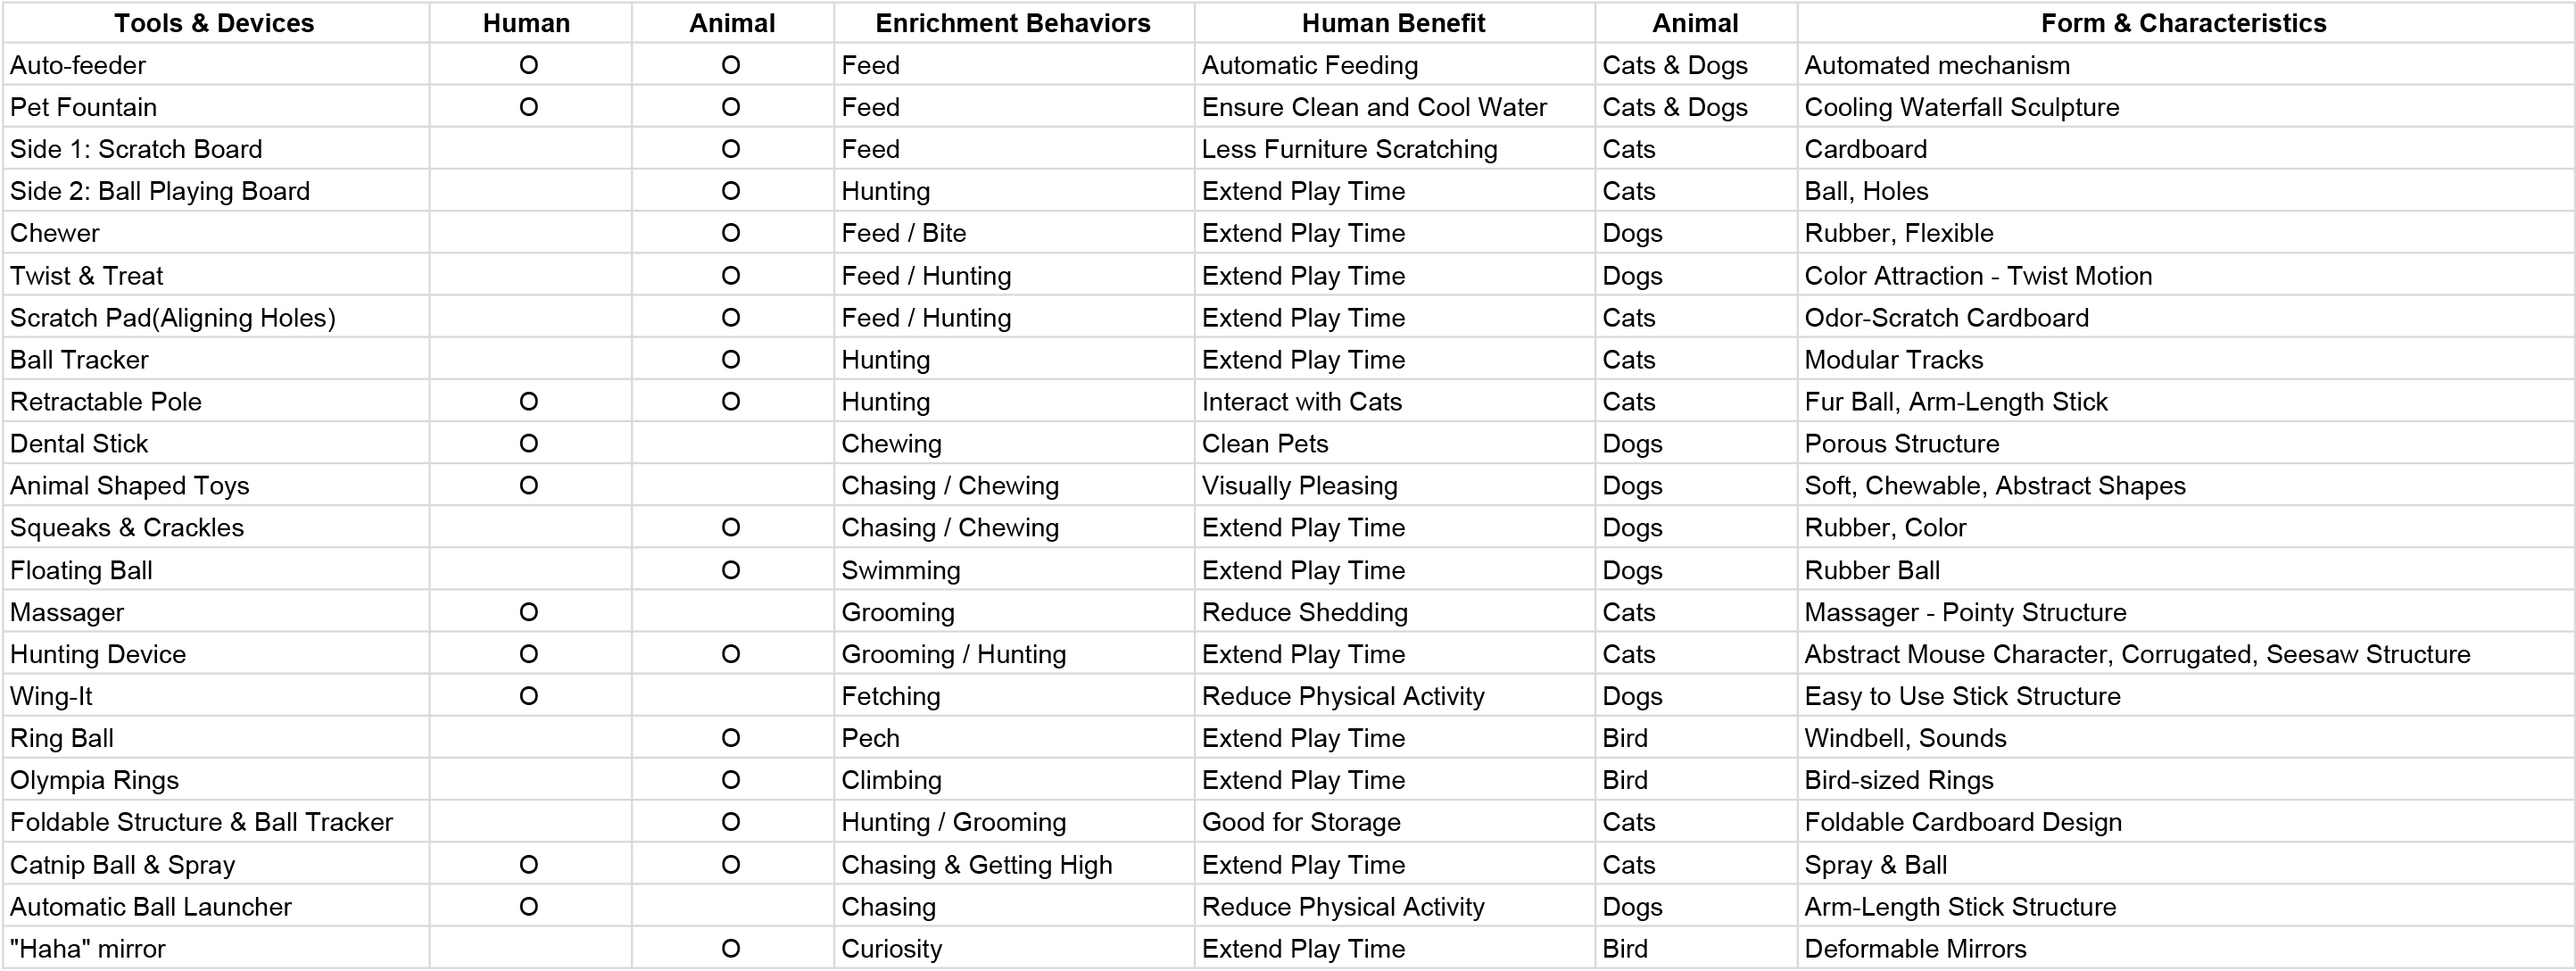 Tools & Devices Human Animal Enrichment Behaviors Human Benefit Animal Form & Characteristics
Auto-feeder O O Feed Automatic Feeding Cats & Dogs Automated mechanism
Pet Fountain O O Feed Ensure Clean and Cool Water Cats & Dogs Cooling Waterfall Sculpture
Side 1: Scratch Board O Feed Less Furniture Scratching Cats Cardboard
Side 2: Ball Playing Board O Hunting Extend Play Time Cats Ball, Holes
Chewer O Feed / Bite Extend Play Time Dogs Rubber, Flexible
Twist & Treat O Feed / Hunting Extend Play Time Dogs Color Attraction - Twist Motion
Scratch Pad(Aligning Holes) O Feed / Hunting Extend Play Time Cats Odor-Scratch Cardboard
Ball Tracker O Hunting Extend Play Time Cats Modular Tracks
Retractable Pole O O Hunting Interact with Cats Cats Fur Ball, Arm-Length Stick
Dental Stick O Chewing Clean Pets Dogs Porous Structure
Animal Shaped Toys O Chasing / Chewing Visually Pleasing Dogs Soft, Chewable, Abstract Shapes
Squeaks & Crackles O Chasing / Chewing Extend Play Time Dogs Rubber, Color
Floating Ball O Swimming Extend Play Time Dogs Rubber Ball
Massager O Grooming Reduce Shedding Cats Massager - Pointy Structure
Hunting Device O O Grooming / Hunting Extend Play Time Cats Abstract Mouse Character, Corrugated, Seesaw Structure
Wing-It O Fetching Reduce Physical Activity Dogs Easy to Use Stick Structure
Ring Ball O Pech Extend Play Time Bird Windbell, Sounds
Olympia Rings O Climbing Extend Play Time Bird Bird-sized Rings
Foldable Structure & Ball Tracker O Hunting / Grooming Good for Storage Cats Foldable Cardboard Design
Catnip Ball & Spray O O Chasing & Getting High Extend Play Time Cats Spray & Ball
Automatic Ball Launcher O Chasing Reduce Physical Activity Dogs Arm-Length Stick Structure
"Haha" mirror O Curiosity Extend Play Time Bird Deformable Mirrors